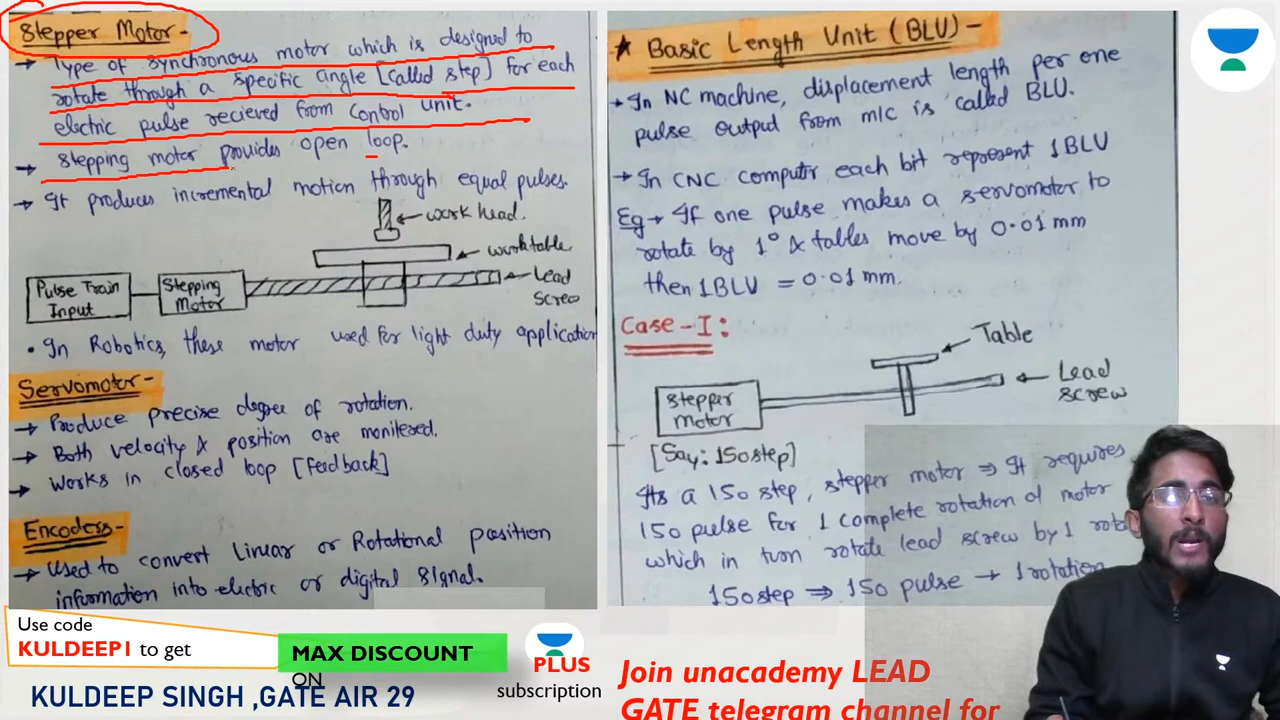 Stepper Motor -
→ Type of synchronous motor which is designed to
rotate through a specific angle [called step] for each
electric pulse recieved from control unit.
→ Stepping motor provides open loop.
→ It produces incremental motion through equal pulses.
work head.
worktable
Lead
Screw
Pulse Train
Input
Stepping
Motor
• In Robotics, these motor used for light duty application
Servomotor -
→ Produce precise degree of rotation.
→ Both velocity & position are monitered.
→ Works in closed loop [feedback]
Encoders -
→ Used to convert Linear or Rotational position
information into electric or digital signal.
★ Basic Length Unit (BLU) -
→ In NC machine, displacement length per one
pulse output from m/c is called BLU.
→ In CNC computer each bit represent 1BLU
Eg → If one pulse makes a servomotor to
rotate by 1° & tables move by 0.01 mm
then 1BLU = 0.01 mm.
Case - I :
Table
Lead
screw
Stepper
motor
[Say: 150 step]
Its a 150 step, stepper motor ⇒ It requires
150 pulse for 1 complete rotation of motor
which in turn rotate lead screw by 1
150 step ⇒ 150 pulse → 1 rotation
Use code
KULDEEP1 to get
MAX DISCOUNT
ON
PLUS
subscription
KULDEEP SINGH ,GATE AIR 29
Join unacademy LEAD
GATE telegram channel for